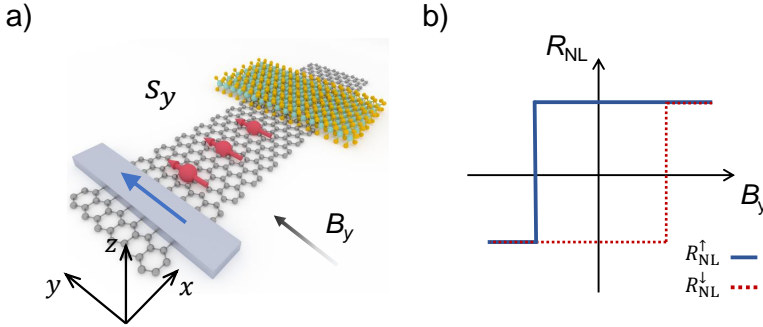 a)
b)
S_y
B_y
z
y
x
R_NL
B_y
R_NL^↑
R_NL^↓